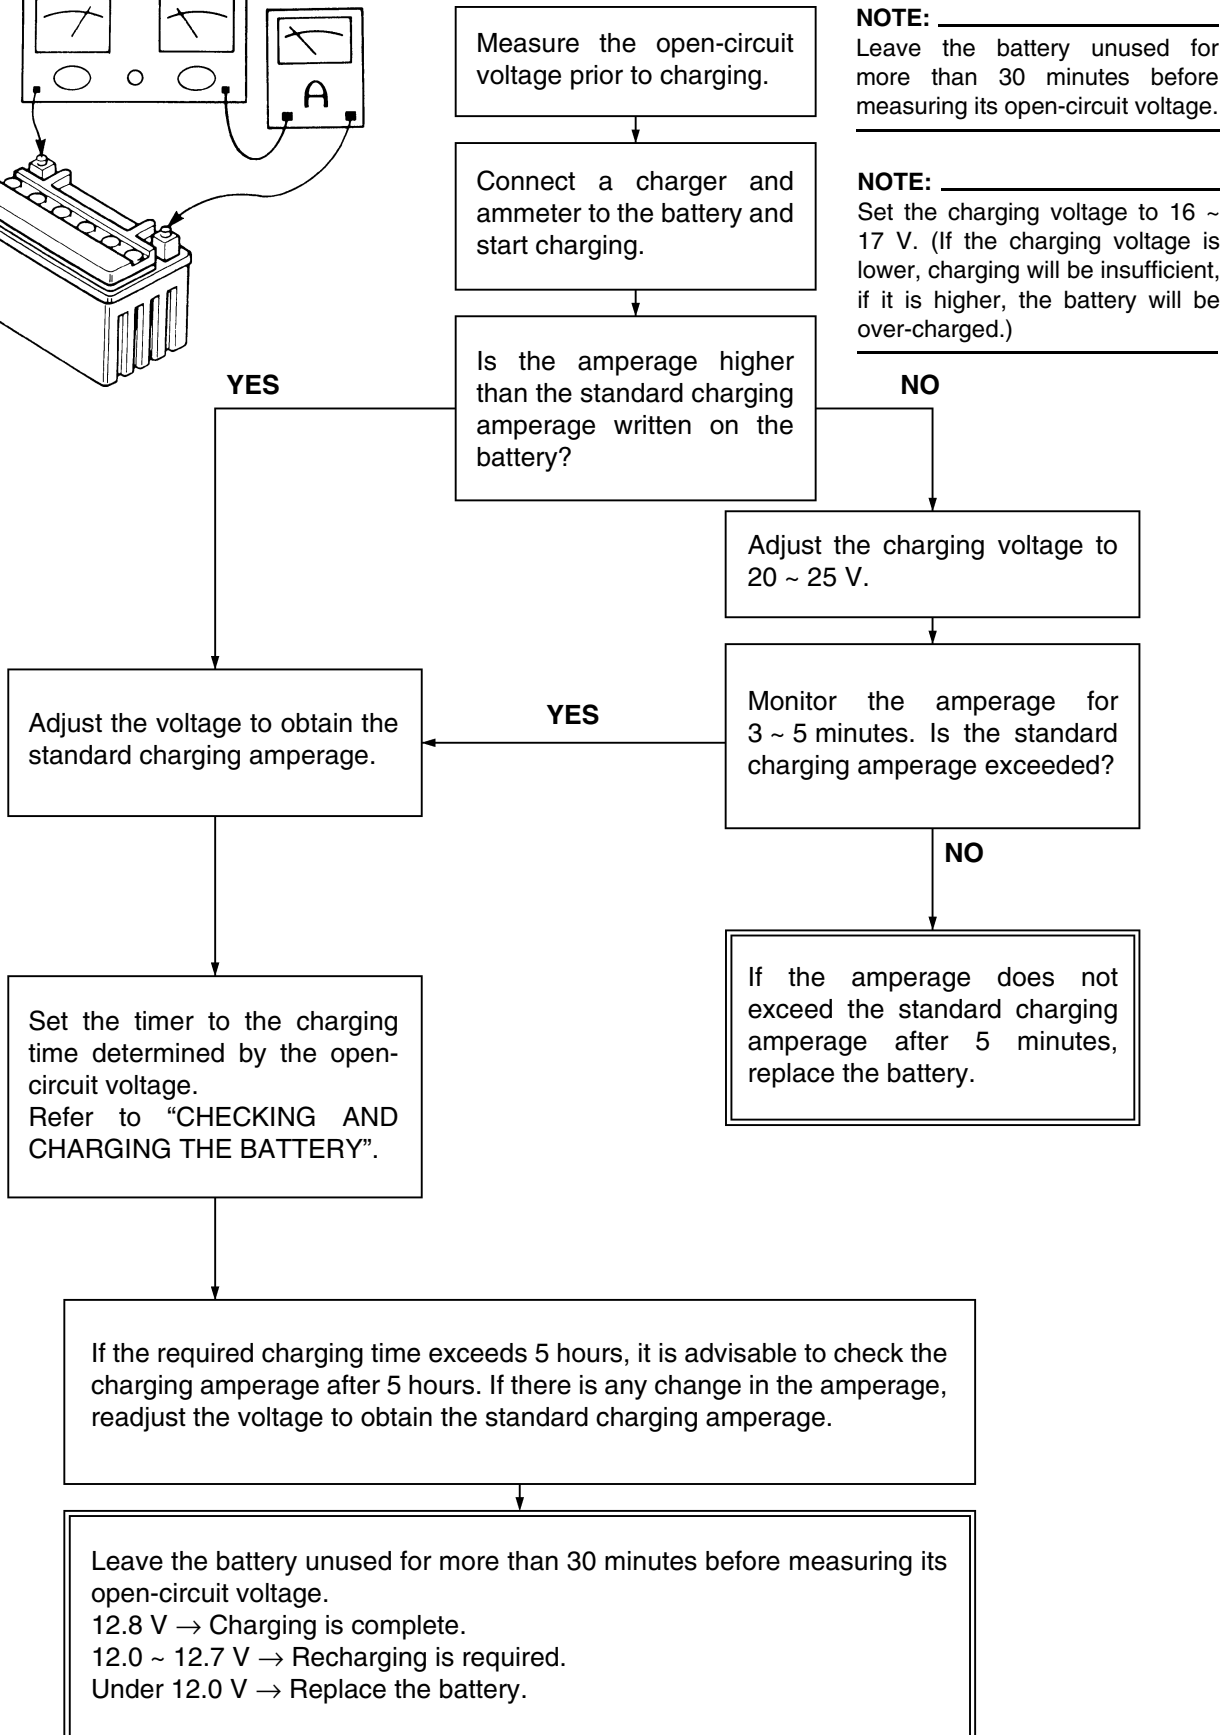 A
Measure the open-circuit
voltage prior to charging.
NOTE:
Leave the battery unused for
more than 30 minutes before
measuring its open-circuit voltage.
Connect a charger and
ammeter to the battery and
start charging.
NOTE:
Set the charging voltage to 16 ~
17 V. (If the charging voltage is
lower, charging will be insufficient,
if it is higher, the battery will be
over-charged.)
Is the amperage higher
than the standard charging
amperage written on the
battery?
YES
NO
Adjust the charging voltage to
20 ~ 25 V.
Monitor the amperage for
3 ~ 5 minutes. Is the standard
charging amperage exceeded?
YES
Adjust the voltage to obtain the
standard charging amperage.
NO
If the amperage does not
exceed the standard charging
amperage after 5 minutes,
replace the battery.
Set the timer to the charging
time determined by the open-
circuit voltage.
Refer to “CHECKING AND
CHARGING THE BATTERY”.
If the required charging time exceeds 5 hours, it is advisable to check the
charging amperage after 5 hours. If there is any change in the amperage,
readjust the voltage to obtain the standard charging amperage.
Leave the battery unused for more than 30 minutes before measuring its
open-circuit voltage.
12.8 V → Charging is complete.
12.0 ~ 12.7 V → Recharging is required.
Under 12.0 V → Replace the battery.